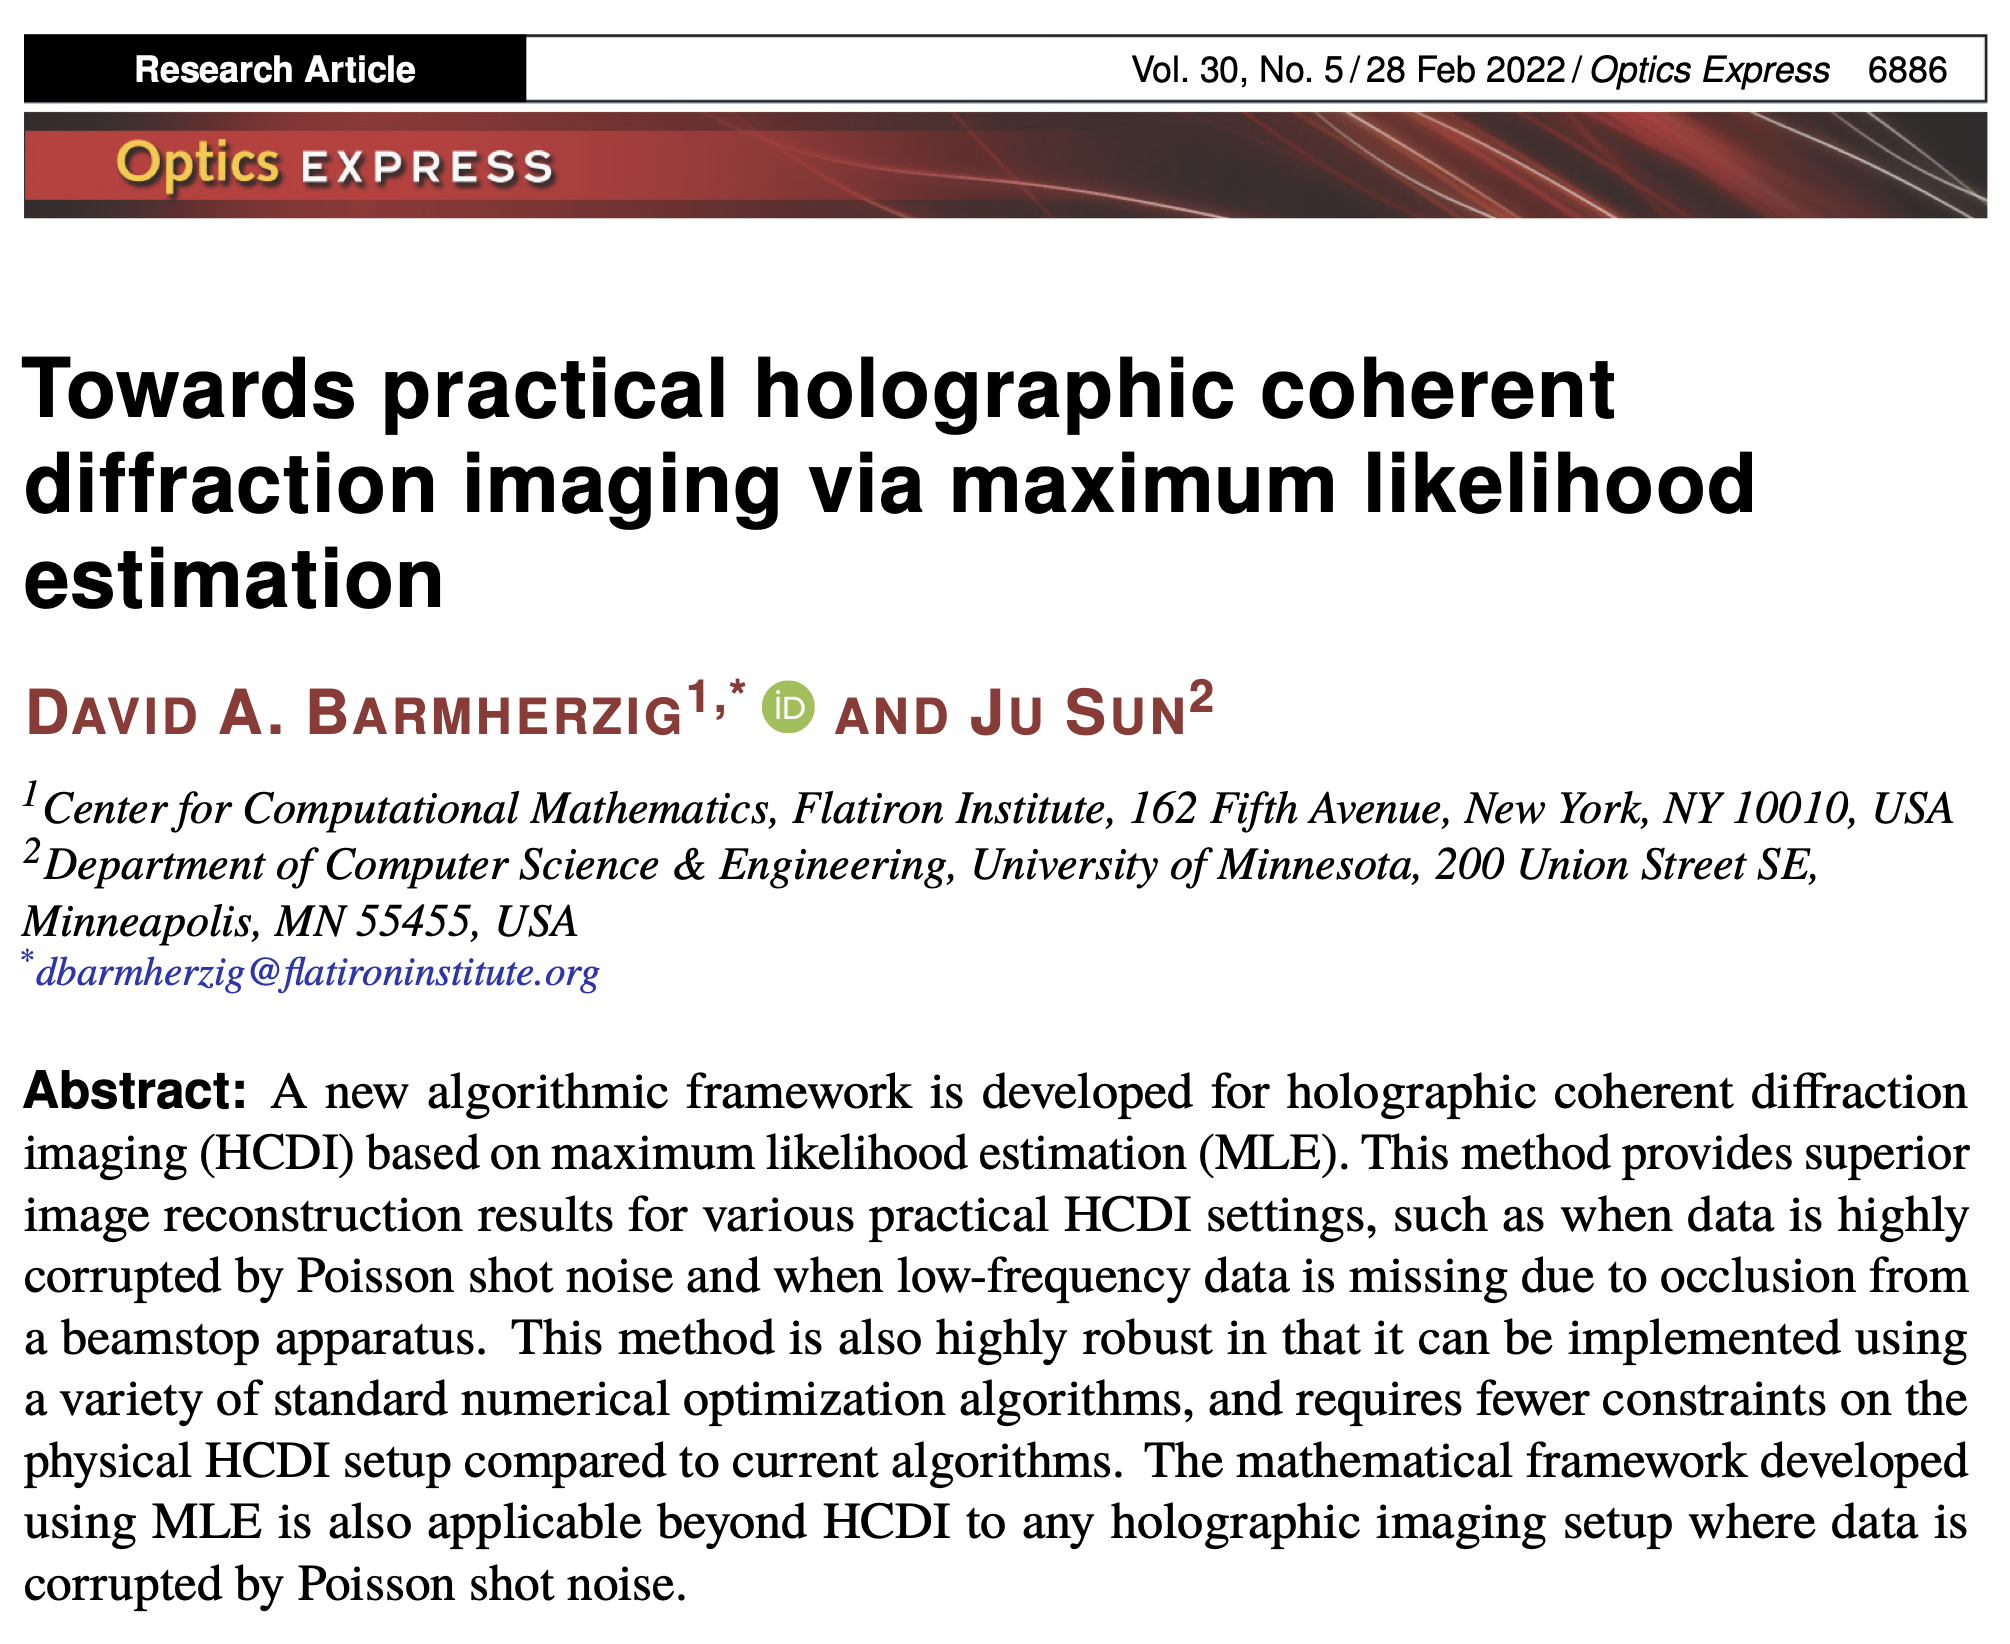 Research Article
Vol. 30, No. 5 / 28 Feb 2022 / Optics Express 6886
Optics EXPRESS
Towards practical holographic coherent
diffraction imaging via maximum likelihood
estimation
DAVID A. BARMHERZIG1,* iD AND JU SUN2
1Center for Computational Mathematics, Flatiron Institute, 162 Fifth Avenue, New York, NY 10010, USA
2Department of Computer Science & Engineering, University of Minnesota, 200 Union Street SE,
Minneapolis, MN 55455, USA
*dbarmherzig@flatironinstitute.org
Abstract: A new algorithmic framework is developed for holographic coherent diffraction
imaging (HCDI) based on maximum likelihood estimation (MLE). This method provides superior
image reconstruction results for various practical HCDI settings, such as when data is highly
corrupted by Poisson shot noise and when low-frequency data is missing due to occlusion from
a beamstop apparatus. This method is also highly robust in that it can be implemented using
a variety of standard numerical optimization algorithms, and requires fewer constraints on the
physical HCDI setup compared to current algorithms. The mathematical framework developed
using MLE is also applicable beyond HCDI to any holographic imaging setup where data is
corrupted by Poisson shot noise.